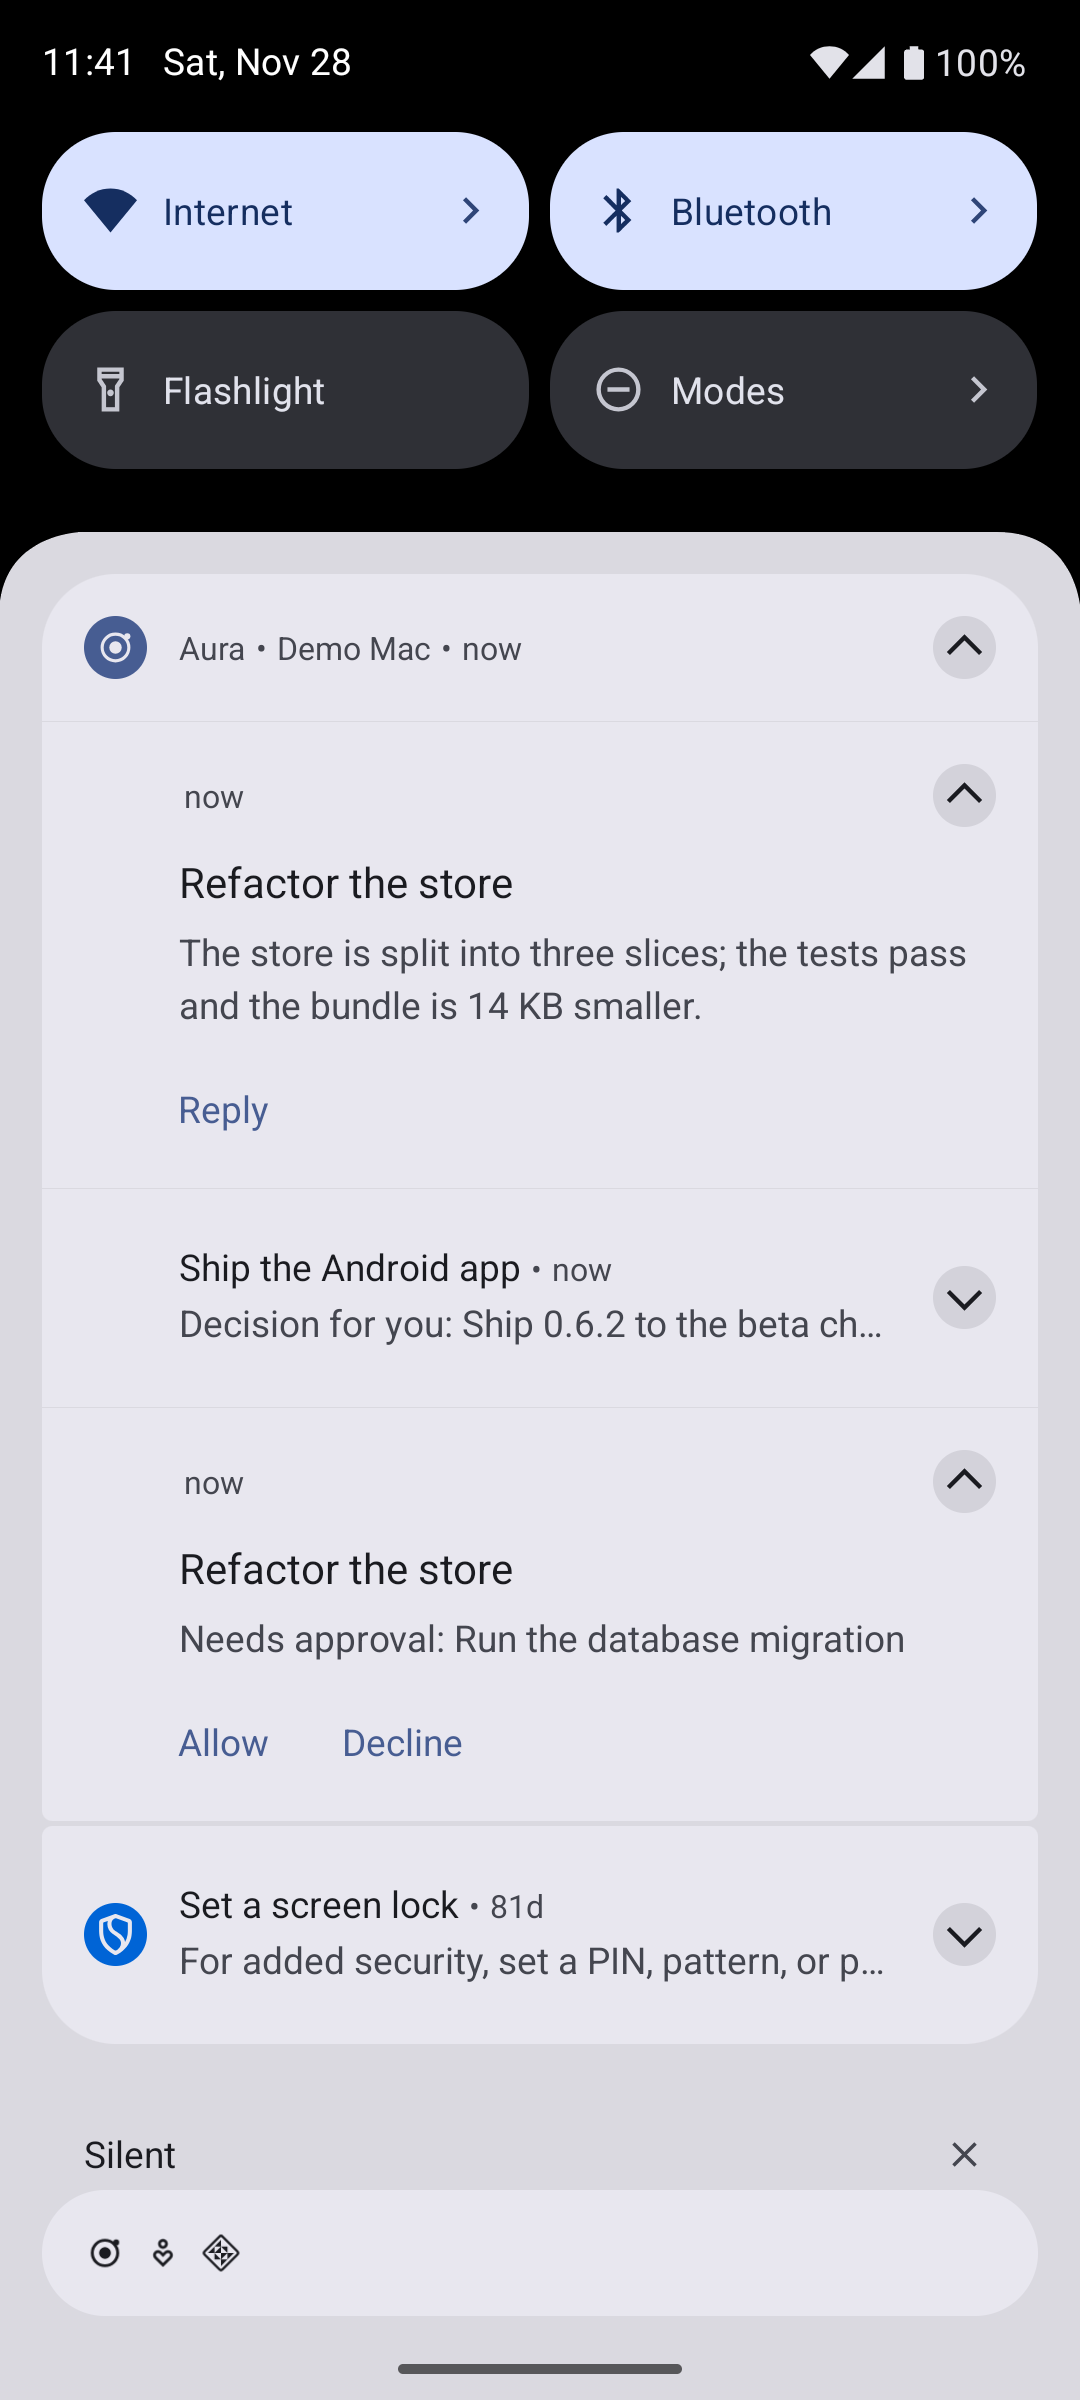 11:41 Sat, Nov 28
100%
Internet
Bluetooth
Flashlight
Modes
Aura • Demo Mac • now
now
Refactor the store
The store is split into three slices; the tests pass
and the bundle is 14 KB smaller.
Reply
Ship the Android app • now
Decision for you: Ship 0.6.2 to the beta ch…
now
Refactor the store
Needs approval: Run the database migration
Allow Decline
Set a screen lock • 81d
For added security, set a PIN, pattern, or p…
Silent